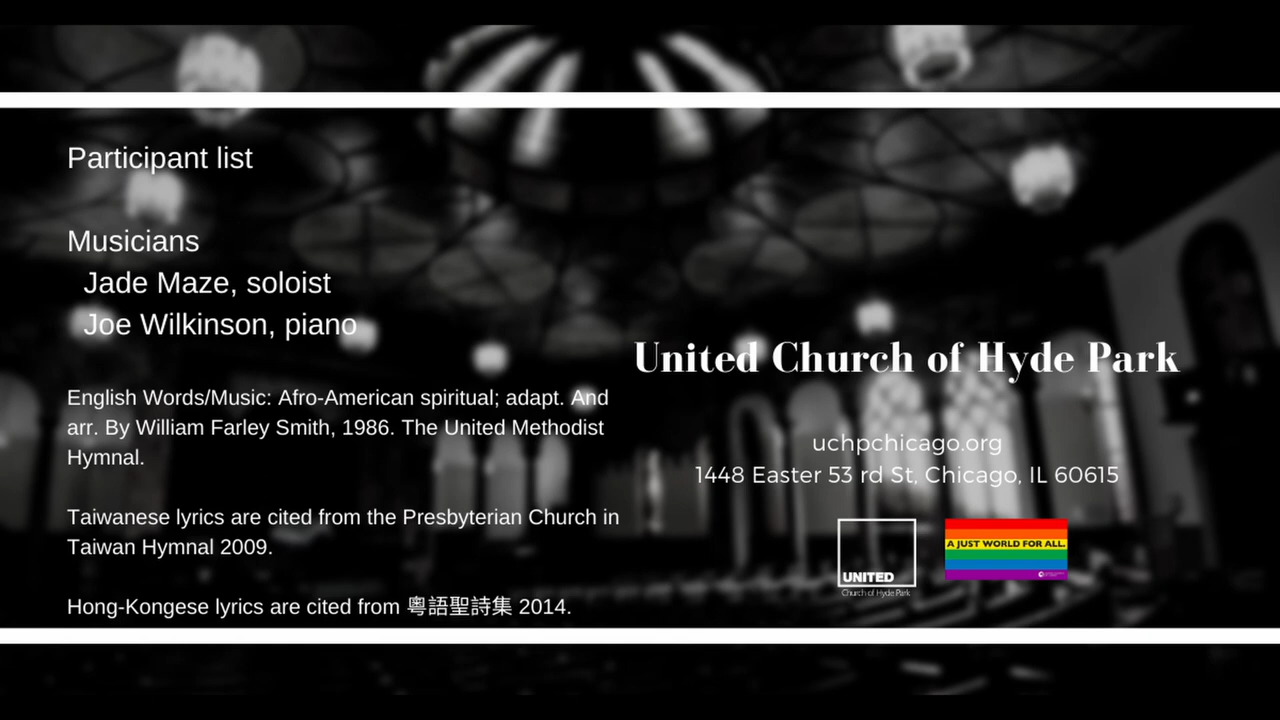 Participant list
Musicians
Jade Maze, soloist
Joe Wilkinson, piano
English Words/Music: Afro-American spiritual; adapt. And
arr. By William Farley Smith, 1986. The United Methodist
Hymnal.
Taiwanese lyrics are cited from the Presbyterian Church in
Taiwan Hymnal 2009.
Hong-Kongese lyrics are cited from 粵語聖詩集 2014.
United Church of Hyde Park
uchpchicago.org
1448 Easter 53 rd St, Chicago, IL 60615
UNITED
Church of Hyde Park
A JUST WORLD FOR ALL.